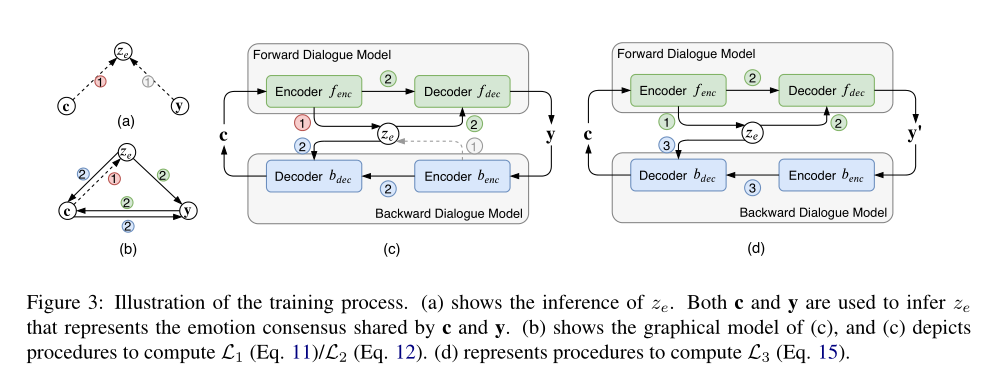 z_e
1
1
c
y
(a)
z_e
2
1
2
c
2
y
2
(b)
Forward Dialogue Model
Encoder f_enc
2
Decoder f_dec
1
z_e
2
c
y
2
1
Decoder b_dec
2
Encoder b_enc
Backward Dialogue Model
(c)
Forward Dialogue Model
Encoder f_enc
2
Decoder f_dec
1
z_e
2
c
y'
3
Decoder b_dec
3
Encoder b_enc
Backward Dialogue Model
(d)
Figure 3: Illustration of the training process. (a) shows the inference of z_e. Both c and y are used to infer z_e
that represents the emotion consensus shared by c and y. (b) shows the graphical model of (c), and (c) depicts
procedures to compute ℒ₁ (Eq. 11)/ℒ₂ (Eq. 12). (d) represents procedures to compute ℒ₃ (Eq. 15).